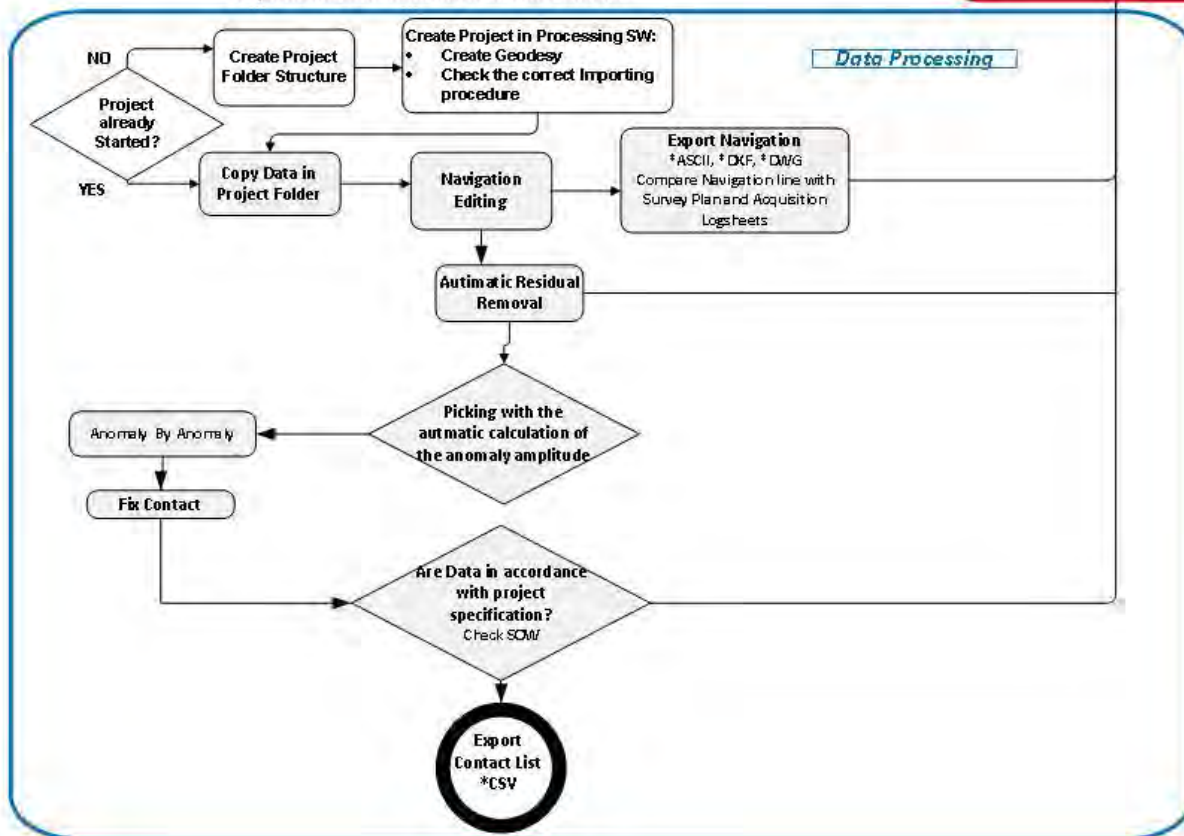 Data Processing
NO
Project
already
Started?
YES
Create Project
Folder Structure
Create Project in Processing SW:
• Create Geodesy
• Check the correct Importing
procedure
Copy Data in
Project Folder
Navigation
Editing
Export Navigation
*ASCII, *DXF, *DWG
Compare Navigation line with
Survey Plan and Acquisition
Logsheets
Autimatic Residual
Removal
Picking with the
autmatic calculation of
the anomaly amplitude
Anomaly By Anomaly
Fix Contact
Are Data in accordance
with project
specification?
Check SOW
Export
Contact List
*CSV